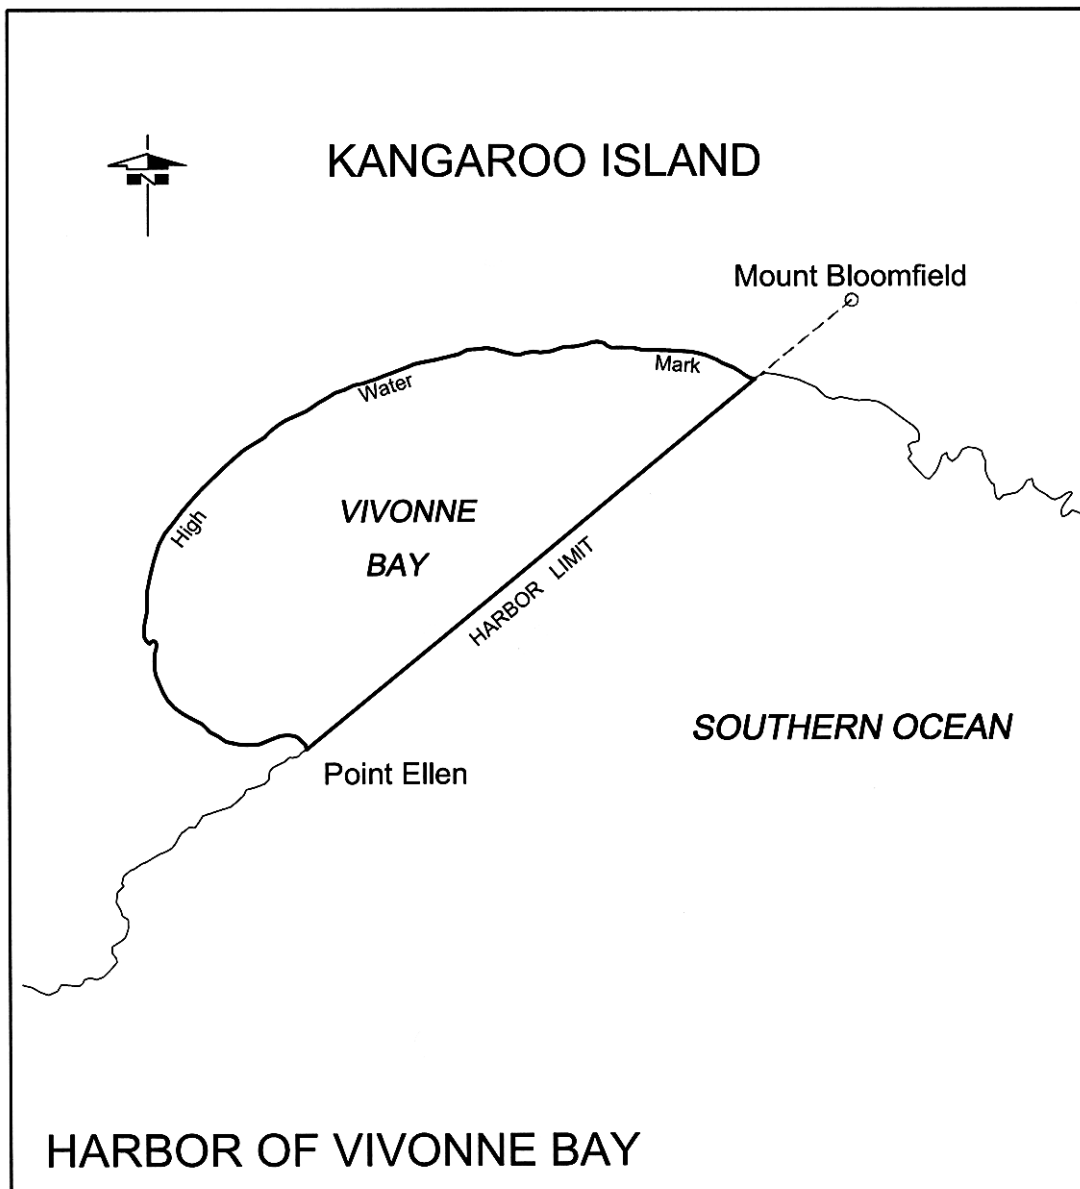 KANGAROO ISLAND
N
Mount Bloomfield
High Water Mark
VIVONNE
BAY
HARBOR LIMIT
SOUTHERN OCEAN
Point Ellen
HARBOR OF VIVONNE BAY